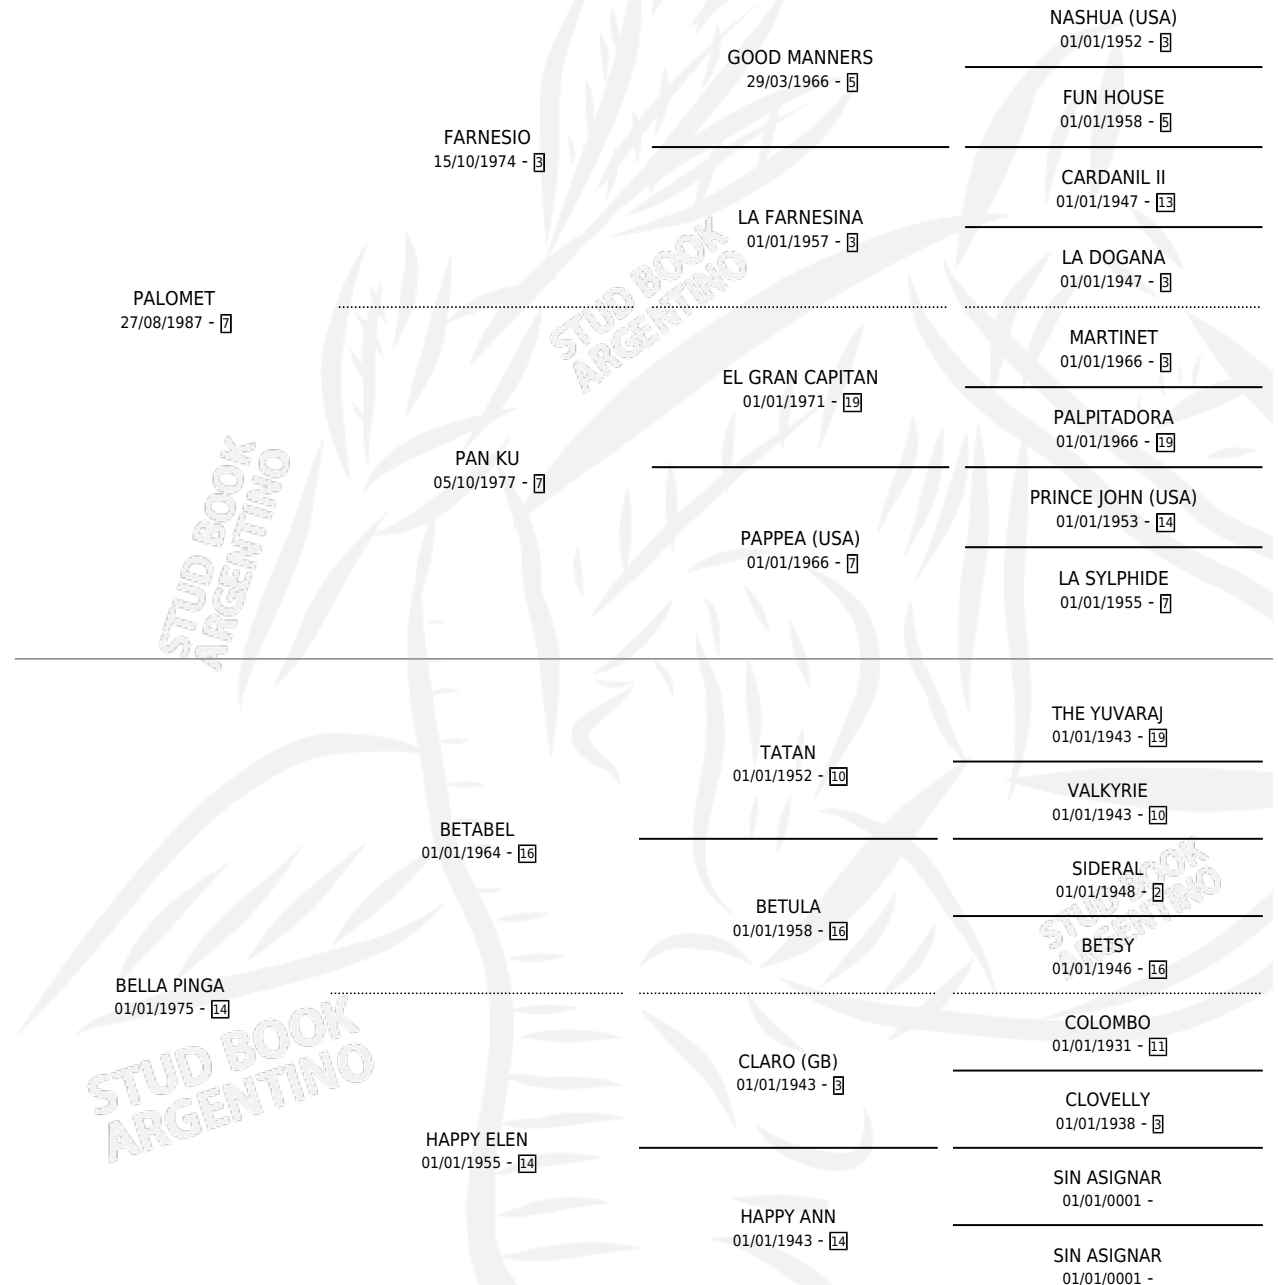 NASHUA (USA)
01/01/1952 - 3
GOOD MANNERS
29/03/1966 - 5
FUN HOUSE
01/01/1958 - 5
FARNESIO
15/10/1974 - 3
CARDANIL II
01/01/1947 - 13
LA FARNESINA
01/01/1957 - 3
LA DOGANA
01/01/1947 - 3
PALOMET
27/08/1987 - 7
MARTINET
01/01/1966 - 3
EL GRAN CAPITAN
01/01/1971 - 19
PALPITADORA
01/01/1966 - 19
PAN KU
05/10/1977 - 7
PRINCE JOHN (USA)
01/01/1953 - 14
PAPPEA (USA)
01/01/1966 - 7
LA SYLPHIDE
01/01/1955 - 7
STUD BOOK
ARGENTINO
STUD BOOK
ARGENTINO
THE YUVARAJ
01/01/1943 - 19
TATAN
01/01/1952 - 10
VALKYRIE
01/01/1943 - 10
BETABEL
01/01/1964 - 16
SIDERAL
01/01/1948 - 2
BETULA
01/01/1958 - 16
BETSY
01/01/1946 - 16
STUD BOOK
ARGENTINO
BELLA PINGA
01/01/1975 - 14
COLOMBO
01/01/1931 - 11
CLARO (GB)
01/01/1943 - 3
CLOVELLY
01/01/1938 - 3
HAPPY ELEN
01/01/1955 - 14
SIN ASIGNAR
01/01/0001 -
HAPPY ANN
01/01/1943 - 14
SIN ASIGNAR
01/01/0001 -
STUD BOOK
ARGENTINO